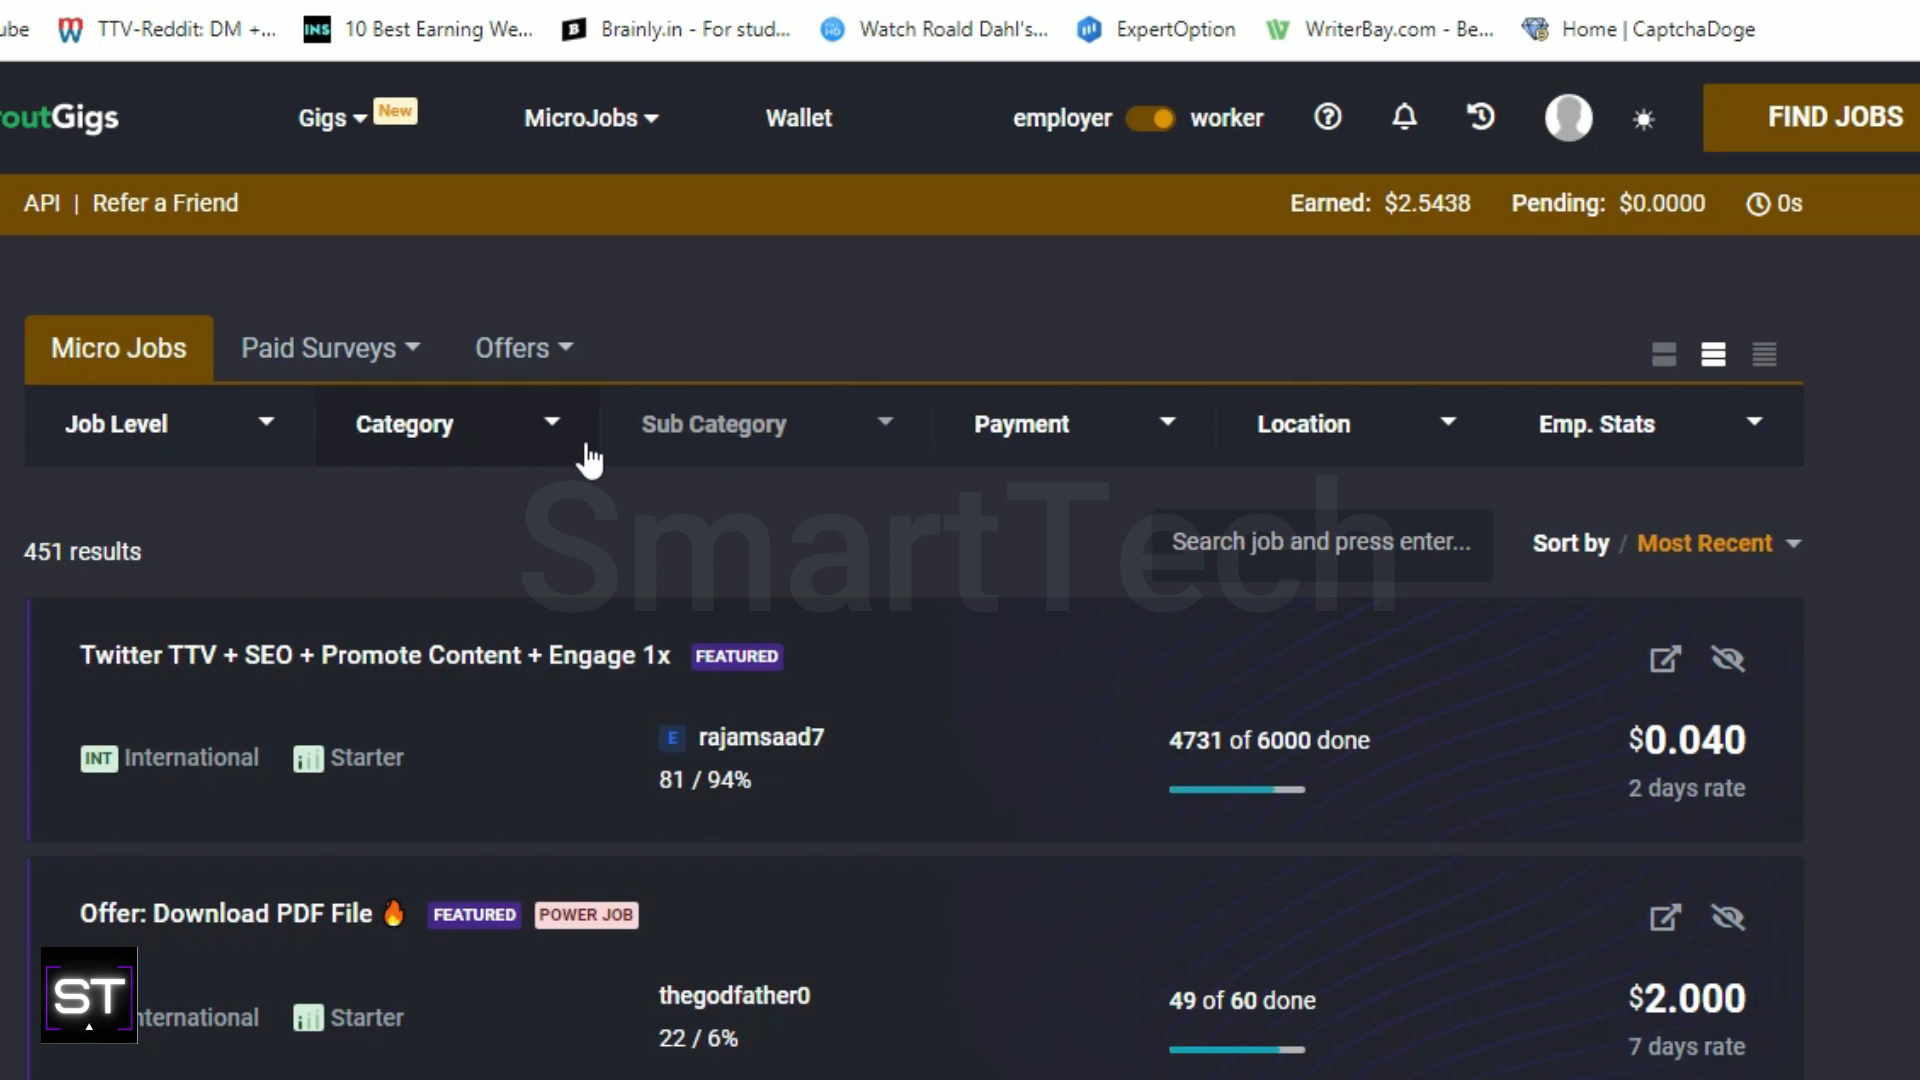 ube TTV-Reddit: DM +... INS 10 Best Earning We... B Brainly.in - For stud... HD Watch Roald Dahl's... ExpertOption W WriterBay.com - Be... Home | CaptchaDoge
outGigs Gigs New MicroJobs Wallet employer worker ? FIND JOBS
API | Refer a Friend Earned: $2.5438 Pending: $0.0000 0s
Micro Jobs Paid Surveys Offers
Job Level Category Sub Category Payment Location Emp. Stats
SmartTech
451 results Search job and press enter... Sort by / Most Recent
Twitter TTV + SEO + Promote Content + Engage 1x FEATURED
INT International Starter E rajamsaad7 4731 of 6000 done $0.040
81 / 94% 2 days rate
Offer: Download PDF File 🔥 FEATURED POWER JOB
ST nternational Starter thegodfather0 49 of 60 done $2.000
22 / 6% 7 days rate